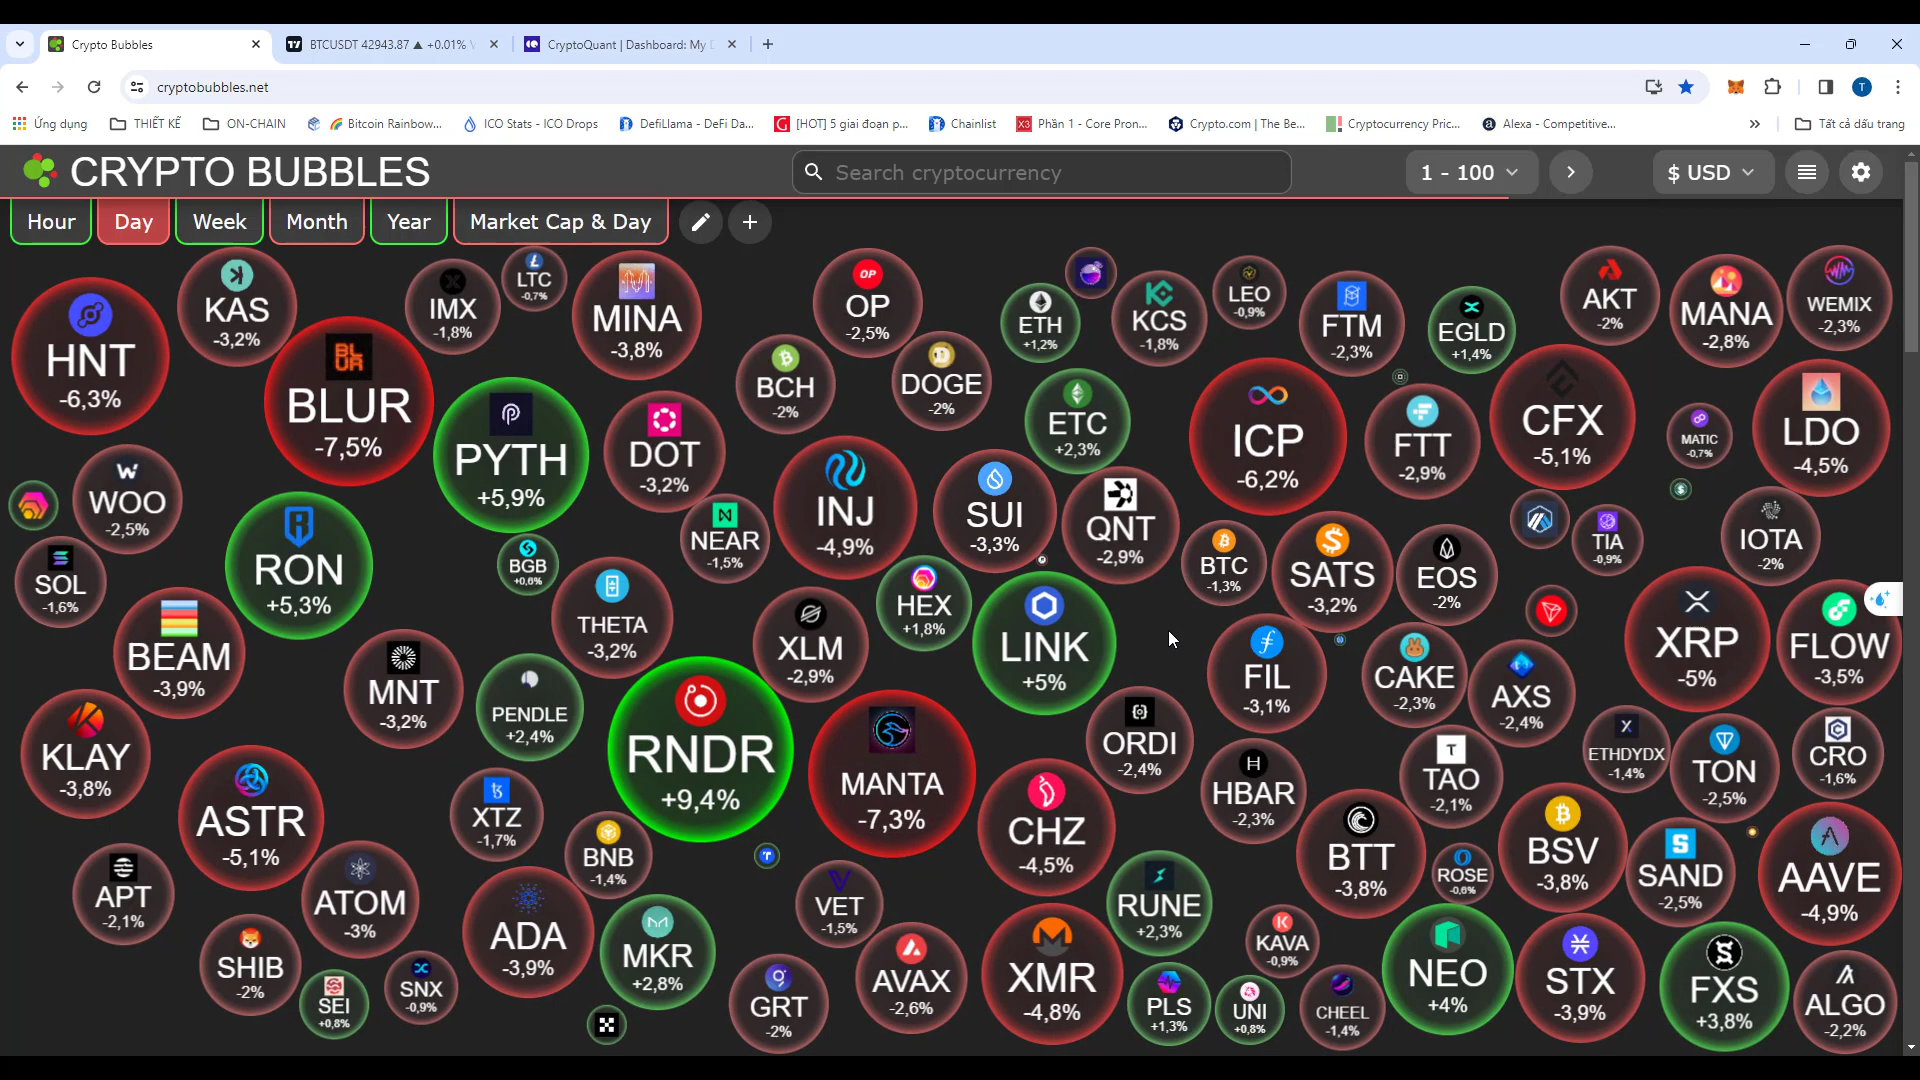 Crypto Bubbles
BTCUSDT 42943.87 ▲ +0.01%
CryptoQuant | Dashboard: My
cryptobubbles.net
T
Ứng dụng
THIẾT KẾ
ON-CHAIN
Bitcoin Rainbow...
ICO Stats - ICO Drops
DefiLlama - DeFi Da...
[HOT] 5 giai đoạn p...
Chainlist
Phần 1 - Core Pron...
Crypto.com | The Be...
Cryptocurrency Pric...
Alexa - Competitive...
Tất cả dấu trang
CRYPTO BUBBLES
Search cryptocurrency
1 - 100
$ USD
Hour
Day
Week
Month
Year
Market Cap & Day
HNT
-6,3%
KAS
-3,2%
BLUR
-7,5%
IMX
-1,8%
LTC
-0,7%
MINA
-3,8%
OP
-2,5%
BCH
-2%
DOGE
-2%
ETH
+1,2%
KCS
-1,8%
LEO
-0,9%
FTM
-2,3%
EGLD
+1,4%
AKT
-2%
MANA
-2,8%
WEMIX
-2,3%
PYTH
+5,9%
DOT
-3,2%
ETC
+2,3%
ICP
-6,2%
FTT
-2,9%
CFX
-5,1%
MATIC
-0,7%
LDO
-4,5%
WOO
-2,5%
INJ
-4,9%
SUI
-3,3%
QNT
-2,9%
NEAR
-1,5%
BTC
-1,3%
SATS
-3,2%
EOS
-2%
TIA
-0,9%
IOTA
-2%
SOL
-1,6%
RON
+5,3%
BGB
+0,6%
THETA
-3,2%
HEX
+1,8%
LINK
+5%
BEAM
-3,9%
MNT
-3,2%
XLM
-2,9%
FIL
-3,1%
CAKE
-2,3%
AXS
-2,4%
XRP
-5%
FLOW
-3,5%
KLAY
-3,8%
PENDLE
+2,4%
RNDR
+9,4%
MANTA
-7,3%
ORDI
-2,4%
HBAR
-2,3%
TAO
-2,1%
ETHDYDX
-1,4%
TON
-2,5%
CRO
-1,6%
ASTR
-5,1%
XTZ
-1,7%
BNB
-1,4%
CHZ
-4,5%
BTT
-3,8%
ROSE
-0,6%
BSV
-3,8%
SAND
-2,5%
AAVE
-4,9%
APT
-2,1%
ATOM
-3%
ADA
-3,9%
VET
-1,5%
RUNE
+2,3%
SHIB
-2%
SEI
+0,8%
SNX
-0,9%
MKR
+2,8%
GRT
-2%
AVAX
-2,6%
XMR
-4,8%
PLS
+1,3%
UNI
+0,8%
KAVA
-0,9%
CHEEL
-1,4%
NEO
+4%
STX
-3,9%
FXS
+3,8%
ALGO
-2,2%